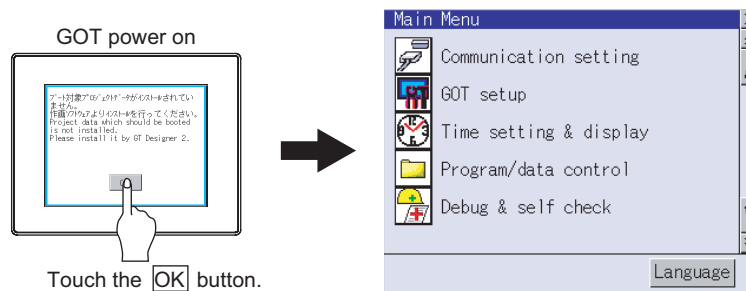 GOT power on
ブート対象プロジェクトデータがインストールされてい
ません。
作画ソフトウェアよりインストールを行ってください。
Project data which should be booted
is not installed.
Please install it by GT Designer 2.
Touch the OK button.
Main Menu
Communication setting
GOT setup
Time setting & display
Program/data control
Debug & self check
Language